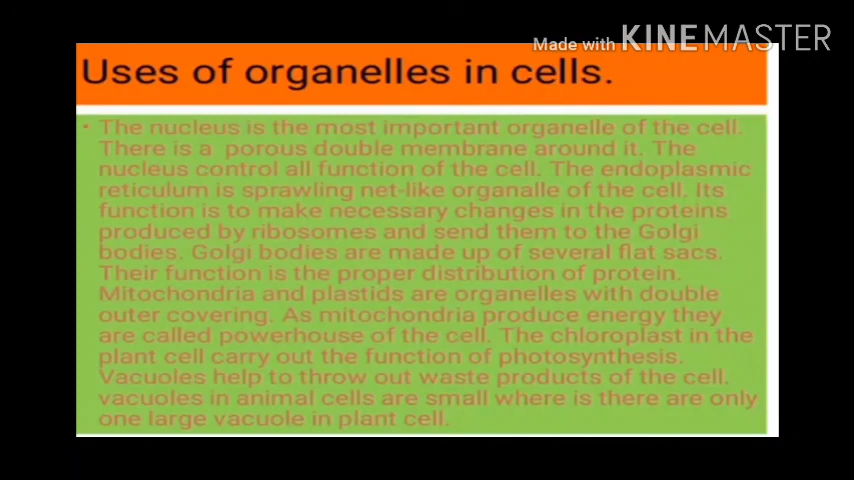 Made with KINEMASTER
Uses of organelles in cells.
• The nucleus is the most important organelle of the cell.
There is a porous double membrane around it. The
nucleus control all function of the cell. The endoplasmic
reticulum is sprawling net-like organalle of the cell. Its
function is to make necessary changes in the proteins
produced by ribosomes and send them to the Golgi
bodies. Golgi bodies are made up of several flat sacs.
Their function is the proper distribution of protein.
Mitochondria and plastids are organelles with double
outer covering. As mitochondria produce energy they
are called powerhouse of the cell. The chloroplast in the
plant cell carry out the function of photosynthesis.
Vacuoles help to throw out waste products of the cell.
vacuoles in animal cells are small where is there are only
one large vacuole in plant cell.